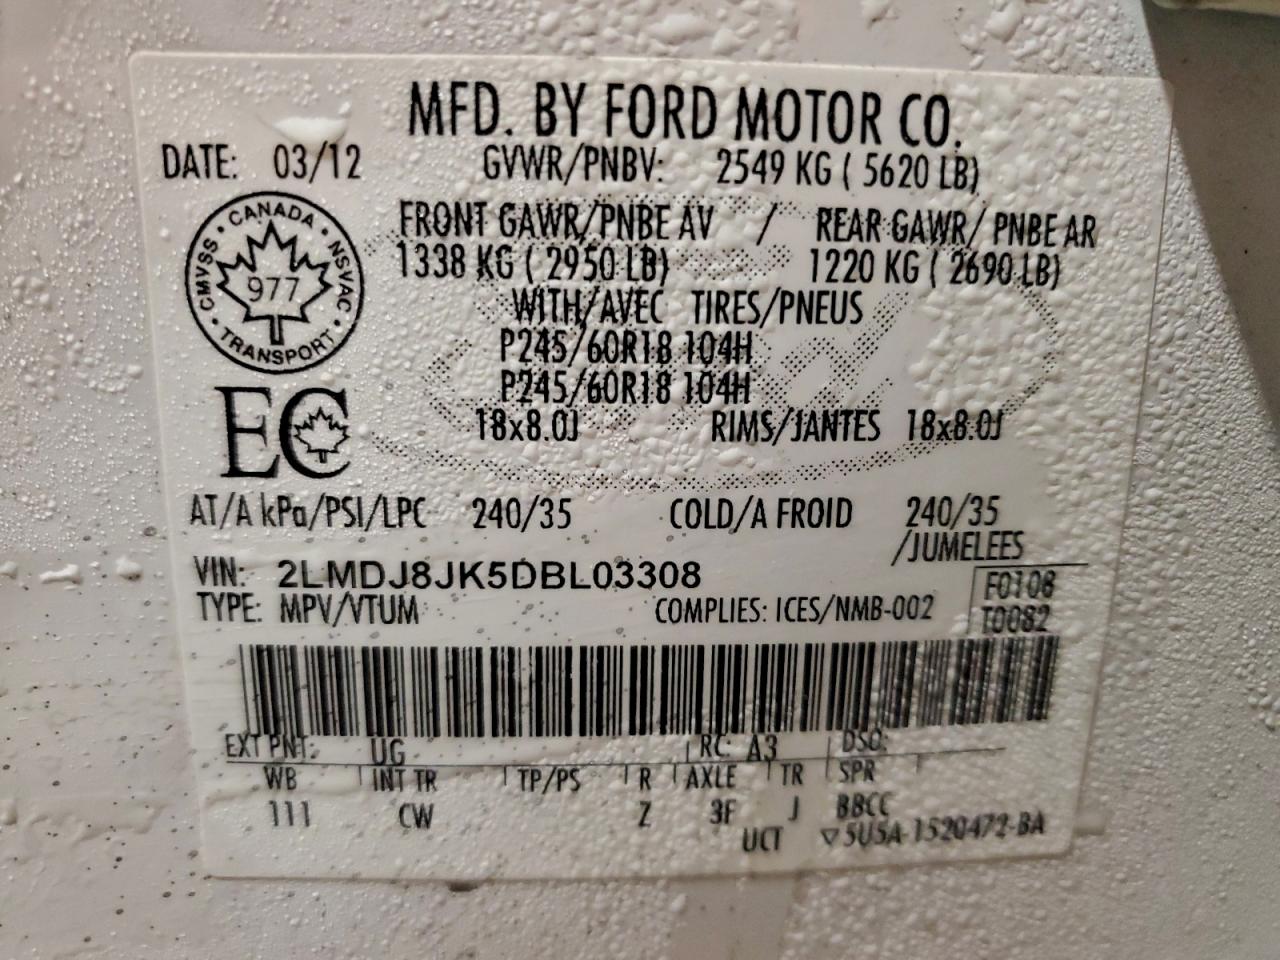 MFD. BY FORD MOTOR CO.
DATE: 03/12 GVWR/PNBV: 2549 KG ( 5620 LB)
FRONT GAWR/PNBE AV / REAR GAWR/ PNBE AR
1338 KG ( 2950 LB) 1220 KG ( 2690 LB)
WITH/AVEC TIRES/PNEUS
P245/60R18 104H
P245/60R18 104H
18x8.0J RIMS/JANTES 18x8.0J
CMVSS • CANADA • NSVAC • TRANSPORT •
977
EC
AT/A kPa/PSI/LPC 240/35 COLD/A FROID 240/35
/JUMELEES
VIN: 2LMDJ8JK5DBL03308
F0108
TYPE: MPV/VTUM COMPLIES: ICES/NMB-002
T0082
EXT PNT: UG RC: A3 DSO:
WB INT TR TP/PS R AXLE TR SPR
111 CW Z 3F J BBCC
UCT ▽5U5A-1520472-BA